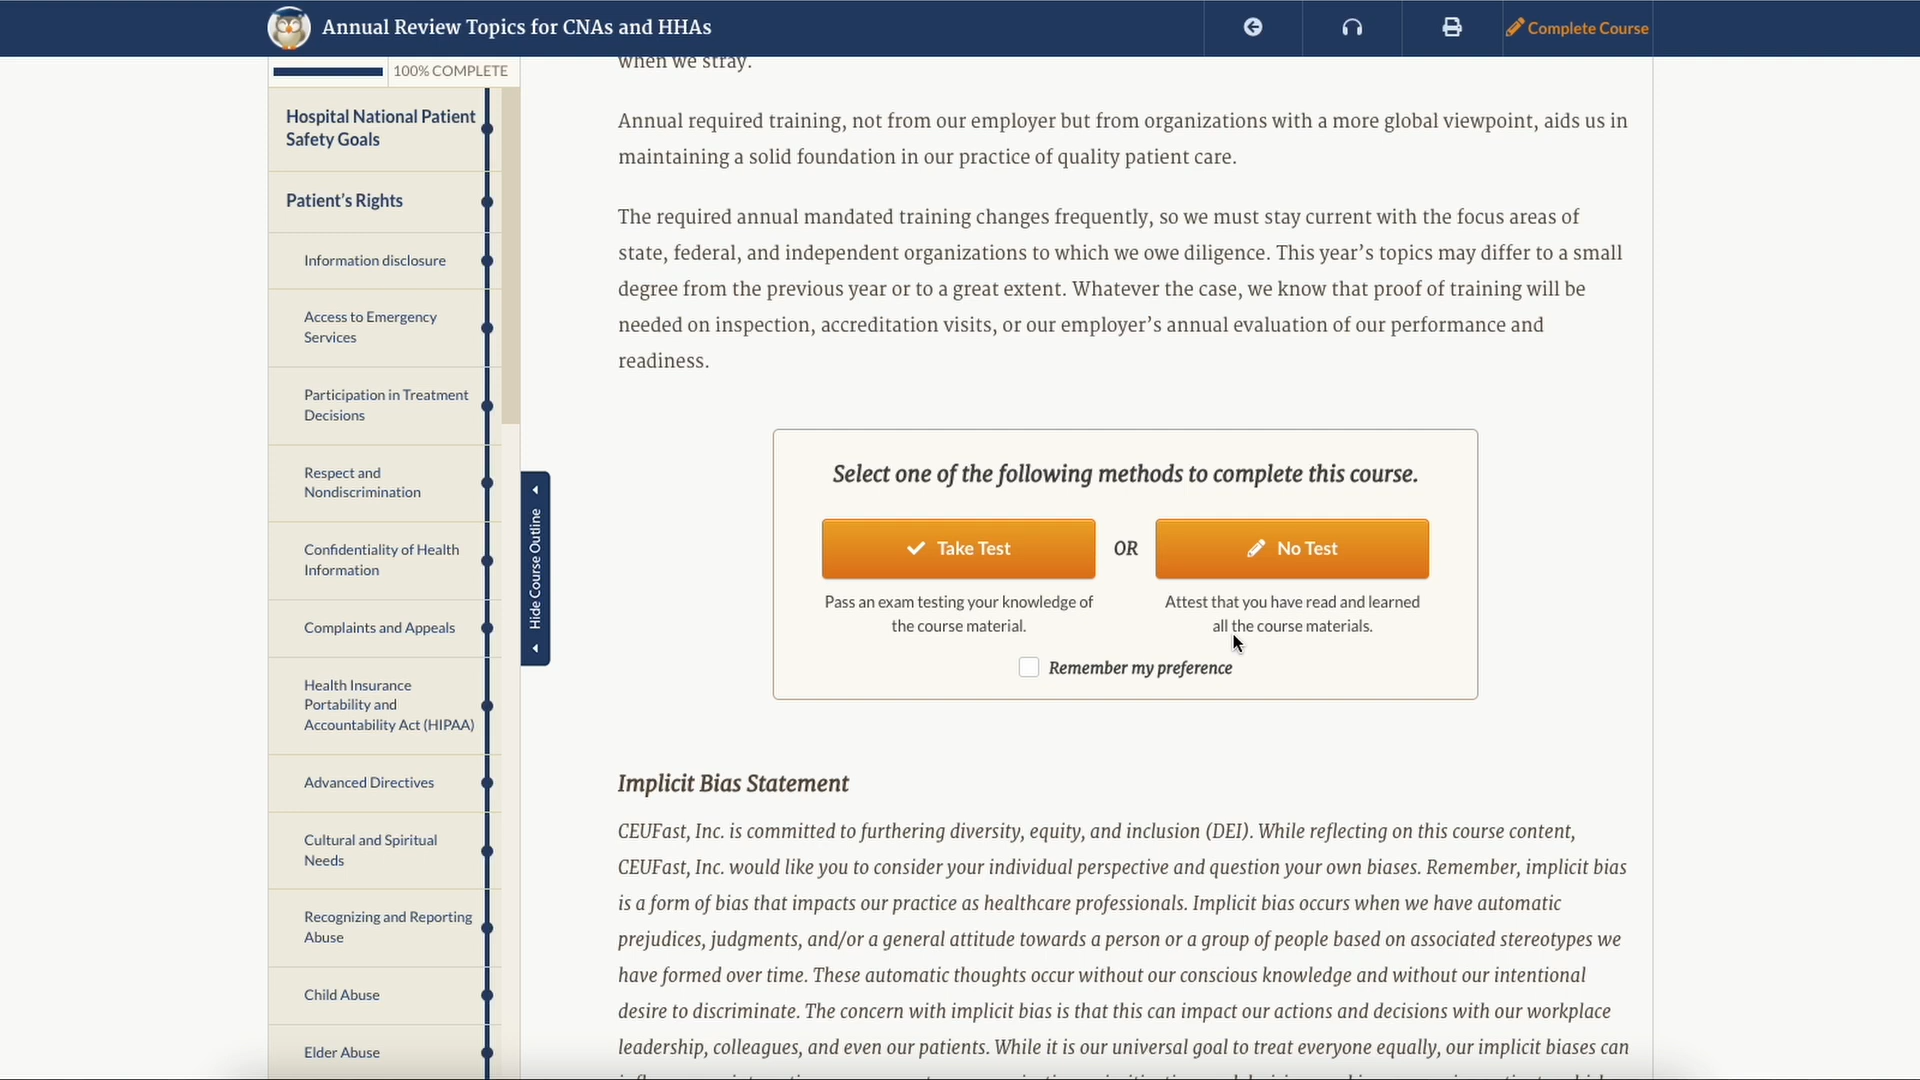 Annual Review Topics for CNAs and HHAs
Complete Course
100% COMPLETE
Hospital National Patient
Safety Goals
Patient’s Rights
Information disclosure
Access to Emergency
Services
Participation in Treatment
Decisions
Respect and
Nondiscrimination
Confidentiality of Health
Information
Complaints and Appeals
Health Insurance
Portability and
Accountability Act (HIPAA)
Advanced Directives
Cultural and Spiritual
Needs
Recognizing and Reporting
Abuse
Child Abuse
Elder Abuse
Hide Course Outline
when we stray.
Annual required training, not from our employer but from organizations with a more global viewpoint, aids us in
maintaining a solid foundation in our practice of quality patient care.
The required annual mandated training changes frequently, so we must stay current with the focus areas of
state, federal, and independent organizations to which we owe diligence. This year’s topics may differ to a small
degree from the previous year or to a great extent. Whatever the case, we know that proof of training will be
needed on inspection, accreditation visits, or our employer’s annual evaluation of our performance and
readiness.
Select one of the following methods to complete this course.
Take Test
OR
No Test
Pass an exam testing your knowledge of
the course material.
Attest that you have read and learned
all the course materials.
Remember my preference
Implicit Bias Statement
CEUFast, Inc. is committed to furthering diversity, equity, and inclusion (DEI). While reflecting on this course content,
CEUFast, Inc. would like you to consider your individual perspective and question your own biases. Remember, implicit bias
is a form of bias that impacts our practice as healthcare professionals. Implicit bias occurs when we have automatic
prejudices, judgments, and/or a general attitude towards a person or a group of people based on associated stereotypes we
have formed over time. These automatic thoughts occur without our conscious knowledge and without our intentional
desire to discriminate. The concern with implicit bias is that this can impact our actions and decisions with our workplace
leadership, colleagues, and even our patients. While it is our universal goal to treat everyone equally, our implicit biases can